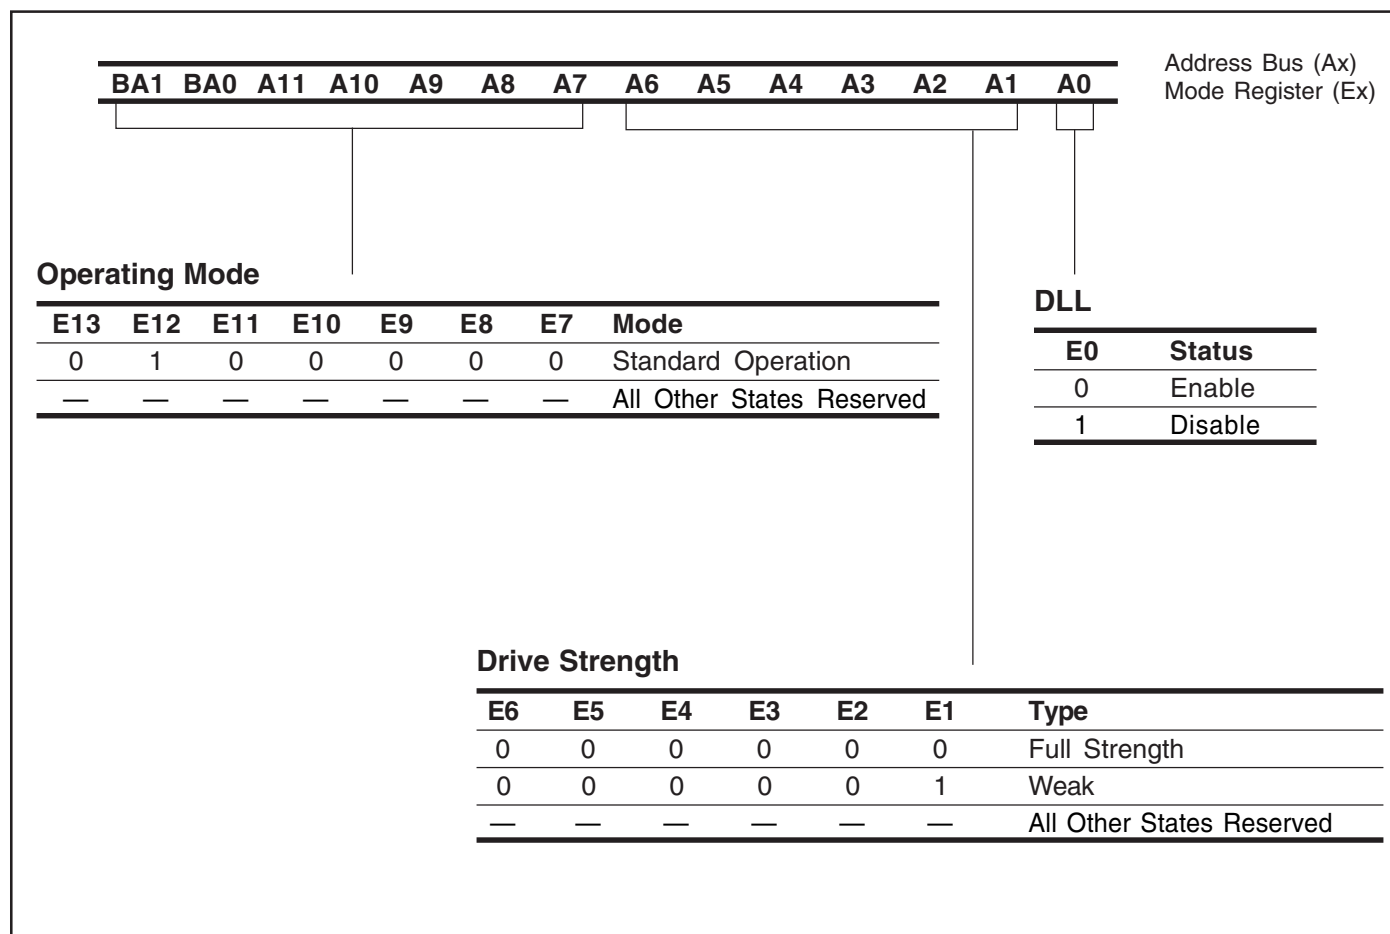 Address Bus (Ax)
BA1 BA0 A11 A10 A9 A8 A7 A6 A5 A4 A3 A2 A1 A0 Mode Register (Ex)
Operating Mode
E13 E12 E11 E10 E9 E8 E7 Mode
0 1 0 0 0 0 0 Standard Operation
— — — — — — — All Other States Reserved
DLL
E0 Status
0 Enable
1 Disable
Drive Strength
E6 E5 E4 E3 E2 E1 Type
0 0 0 0 0 0 Full Strength
0 0 0 0 0 1 Weak
— — — — — — All Other States Reserved